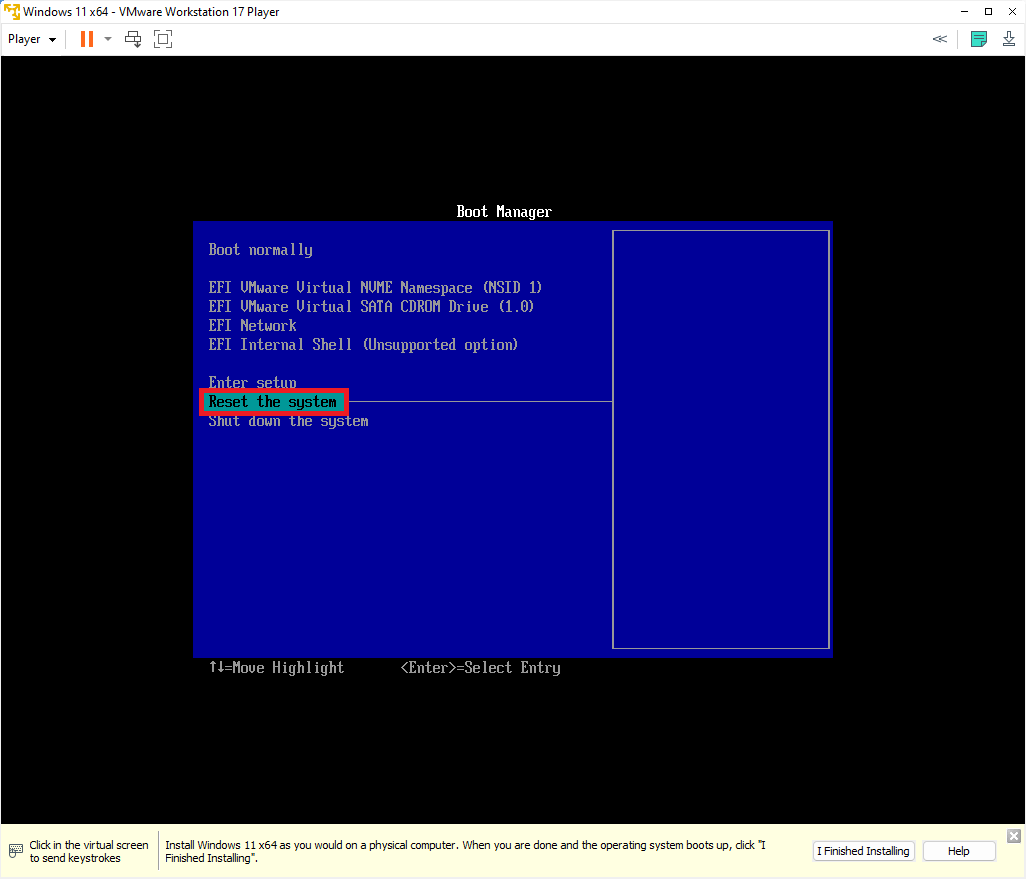 Windows 11 x64 - VMware Workstation 17 Player
Player
Boot Manager
Boot normally
EFI VMware Virtual NVME Namespace (NSID 1)
EFI VMware Virtual SATA CDROM Drive (1.0)
EFI Network
EFI Internal Shell (Unsupported option)
Enter setup
Reset the system
Shut down the system
↑↓=Move Highlight <Enter>=Select Entry
Click in the virtual screen
to send keystrokes
Install Windows 11 x64 as you would on a physical computer. When you are done and the operating system boots up, click "I
Finished Installing".
I Finished Installing
Help